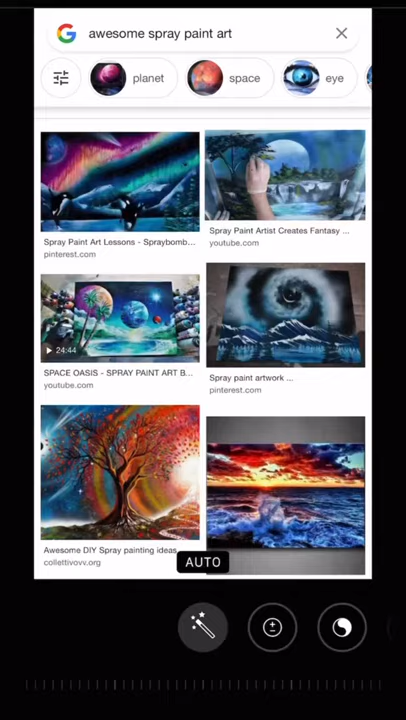 awesome spray paint art
planet
space
eye
Spray Paint Art Lessons - Spraybomb...
pinterest.com
Spray Paint Artist Creates Fantasy ...
youtube.com
24:44
SPACE OASIS - SPRAY PAINT ART B...
youtube.com
Spray paint artwork ...
pinterest.com
Awesome DIY Spray painting ideas
collettivovv.org
AUTO